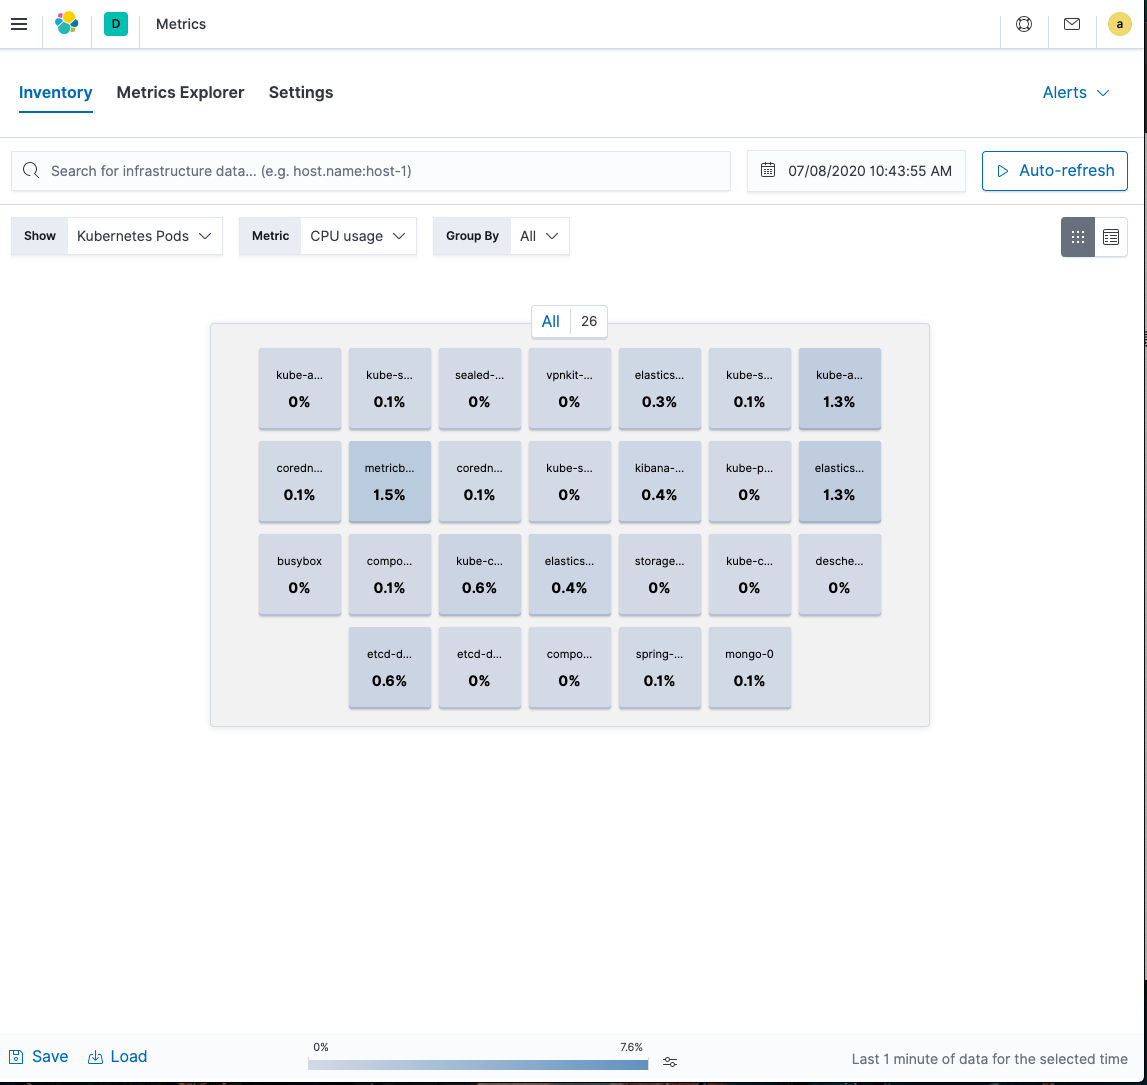 D Metrics a
Inventory Metrics Explorer Settings Alerts
Search for infrastructure data... (e.g. host.name:host-1) 07/08/2020 10:43:55 AM Auto-refresh
Show Kubernetes Pods Metric CPU usage Group By All
All 26
kube-a... kube-s... sealed-... vpnkit-... elastics... kube-s... kube-a...
0% 0.1% 0% 0% 0.3% 0.1% 1.3%
coredn... metricb... coredn... kube-s... kibana-... kube-p... elastics...
0.1% 1.5% 0.1% 0% 0.4% 0% 1.3%
busybox compo... kube-c... elastics... storage... kube-c... desche...
0% 0.1% 0.6% 0.4% 0% 0% 0%
etcd-d... etcd-d... compo... spring-... mongo-0
0.6% 0% 0% 0.1% 0.1%
0% 7.6%
Save Load Last 1 minute of data for the selected time